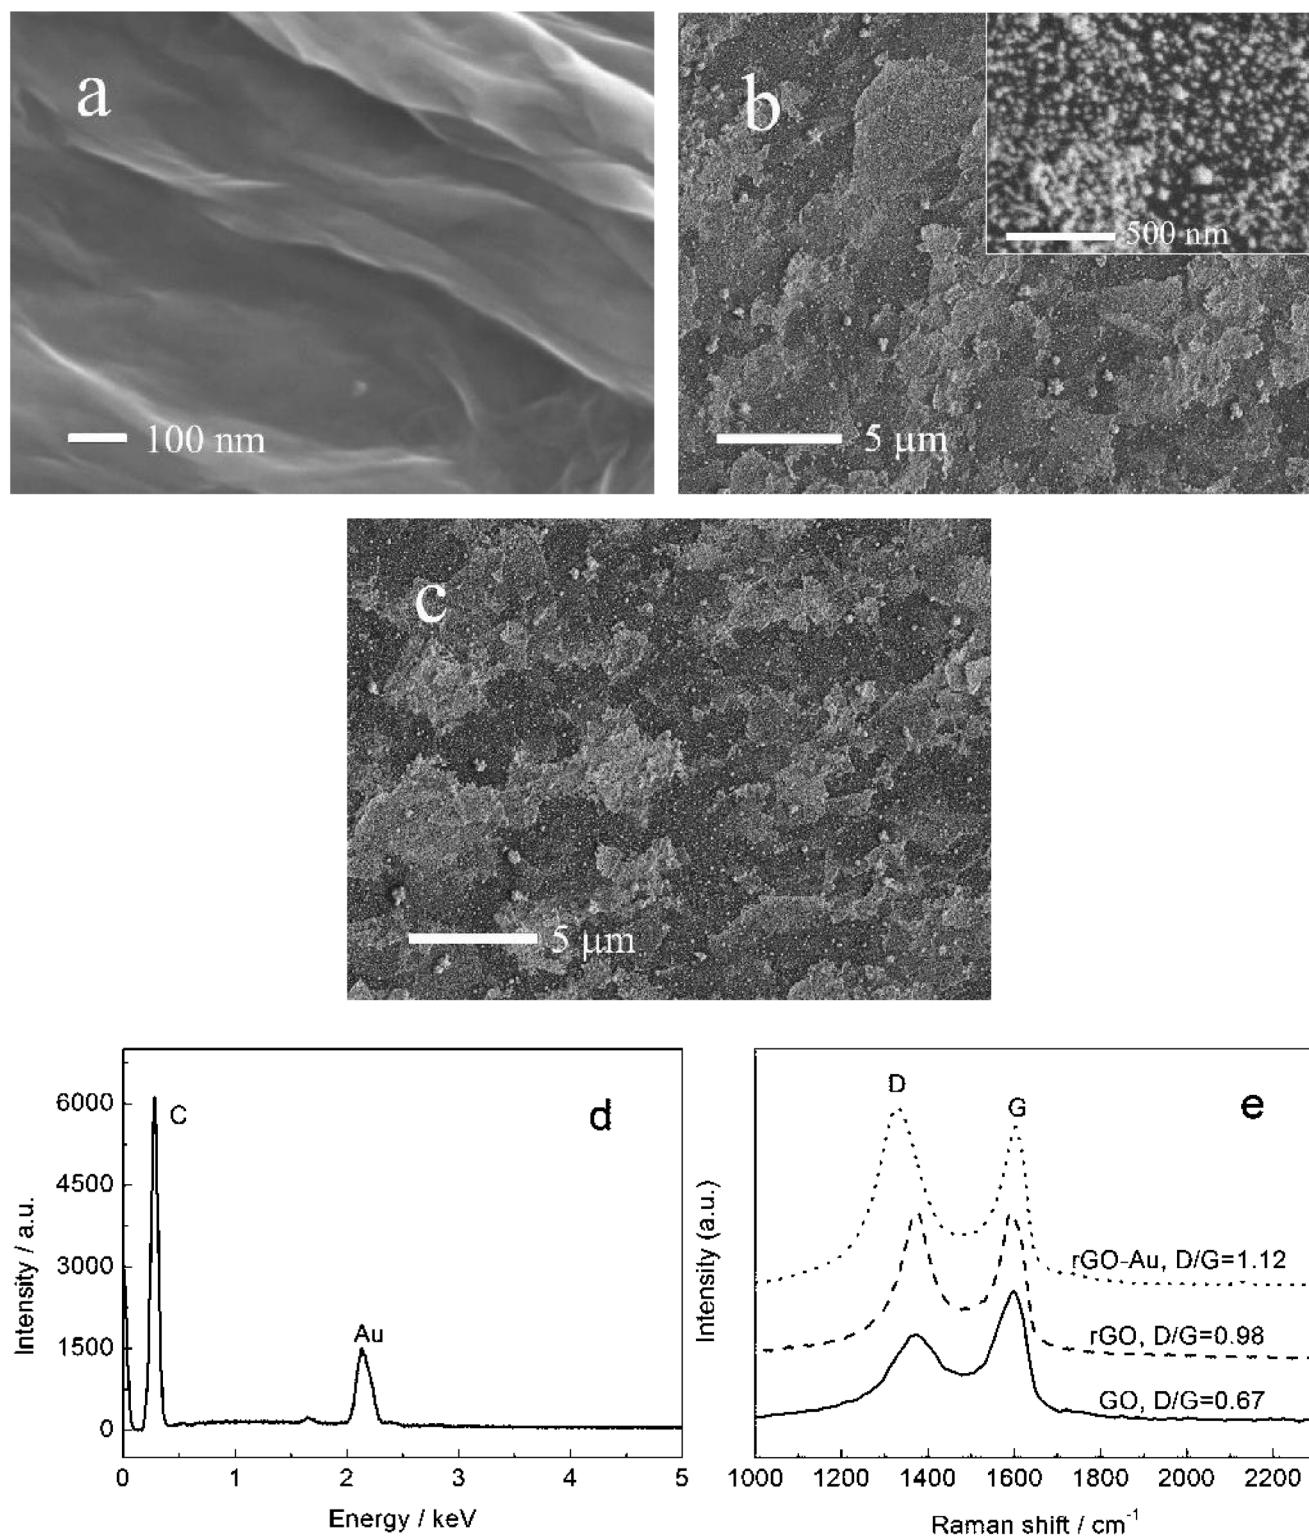 a
100 nm
b
500 nm
5 µm
c
5 µm
d
C
Au
6000
4500
3000
1500
0
Intensity / a.u.
0 1 2 3 4 5
Energy / keV
e
D
G
rGO-Au, D/G=1.12
rGO, D/G=0.98
GO, D/G=0.67
Intensity (a.u.)
1000 1200 1400 1600 1800 2000 2200
Raman shift / cm⁻¹